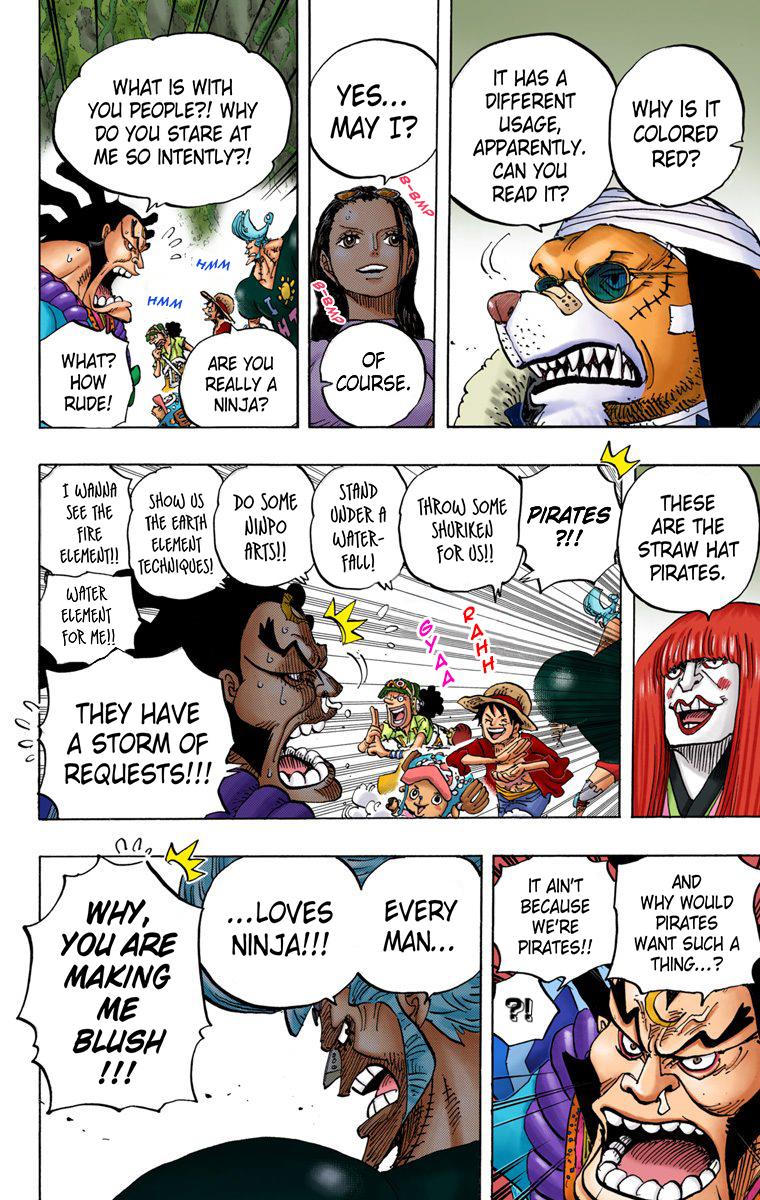 WHY IS IT
COLORED
RED?
IT HAS A
DIFFERENT
USAGE,
APPARENTLY.
CAN YOU
READ IT?
YES...
MAY I?
B-BMP
B-BMP
OF
COURSE.
WHAT IS WITH
YOU PEOPLE?! WHY
DO YOU STARE AT
ME SO INTENTLY?!
HMM
HMM
ARE YOU
REALLY A
NINJA?
WHAT?
HOW
RUDE!
THESE
ARE THE
STRAW HAT
PIRATES.
PIRATES
?!!
THROW SOME
SHURIKEN
FOR US!!
STAND
UNDER A
WATER-
FALL!
DO SOME
NINPO
ARTS!!
SHOW US
THE EARTH
ELEMENT
TECHNIQUES!
I WANNA
SEE THE
FIRE
ELEMENT!!
WATER
ELEMENT
FOR ME!!
RAHH
GYAA
THEY HAVE
A STORM OF
REQUESTS!!!
AND
WHY WOULD
PIRATES
WANT SUCH A
THING...?
IT AIN'T
BECAUSE
WE'RE
PIRATES!!
?!
EVERY
MAN...
...LOVES
NINJA!!!
WHY,
YOU ARE
MAKING
ME
BLUSH
!!!